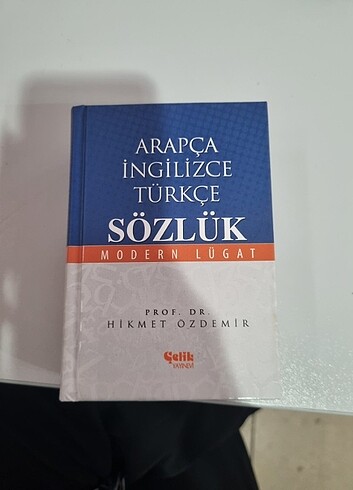 ARAPÇA
İNGİLİZCE
TÜRKÇE
SÖZLÜK
MODERN LÜGAT
PROF. DR.
HİKMET ÖZDEMİR
Çelik
YAYINEVİ